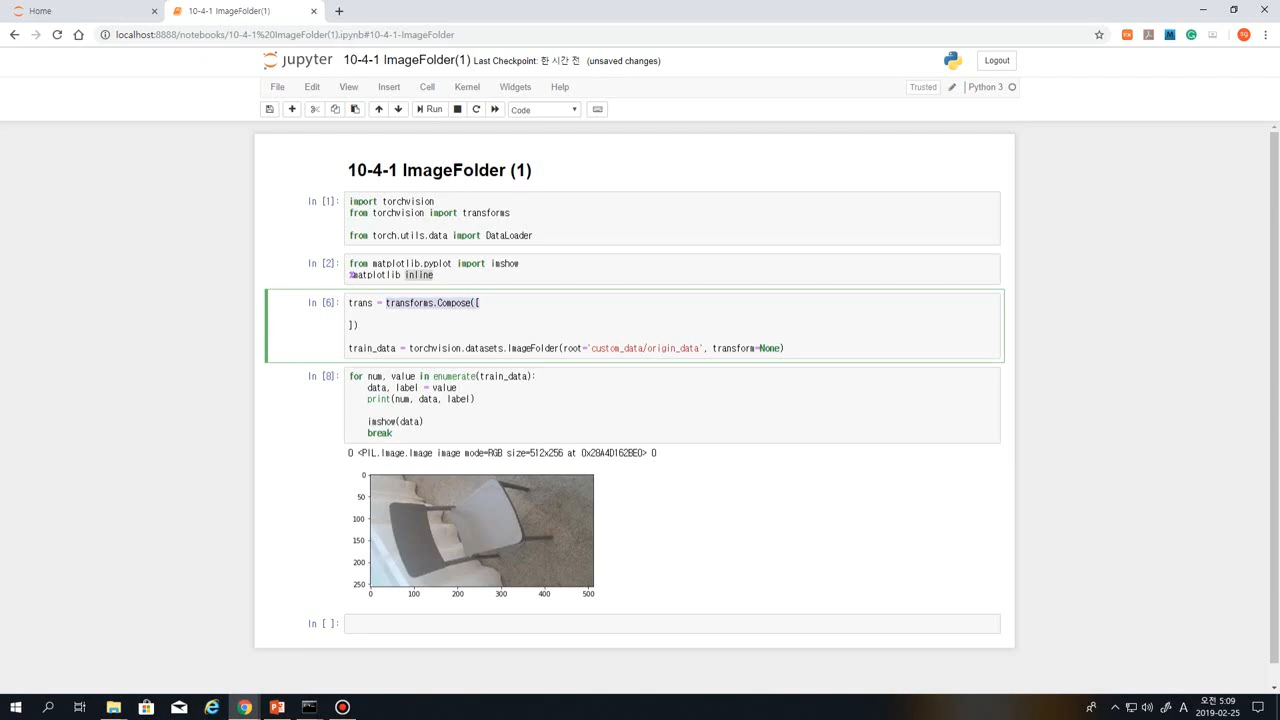 Home
10-4-1 ImageFolder(1)
localhost:8888/notebooks/10-4-1%20ImageFolder(1).ipynb#10-4-1-ImageFolder
jupyter 10-4-1 ImageFolder(1) Last Checkpoint: 한 시간 전 (unsaved changes)
Logout
File Edit View Insert Cell Kernel Widgets Help
Trusted
Python 3
Run
Code
10-4-1 ImageFolder (1)
In [1]:
import torchvision
from torchvision import transforms
from torch.utils.data import DataLoader
In [2]:
from matplotlib.pyplot import imshow
%matplotlib inline
In [6]:
trans = transforms.Compose([
])
train_data = torchvision.datasets.ImageFolder(root='custom_data/origin_data', transform=None)
In [8]:
for num, value in enumerate(train_data):
data, label = value
print(num, data, label)
imshow(data)
break
0 <PIL.Image.Image image mode=RGB size=512x256 at 0x28A4D162BE0> 0
0
50
100
150
200
250
0 100 200 300 400 500
In [ ]:
A
오전 5:09
2019-02-25